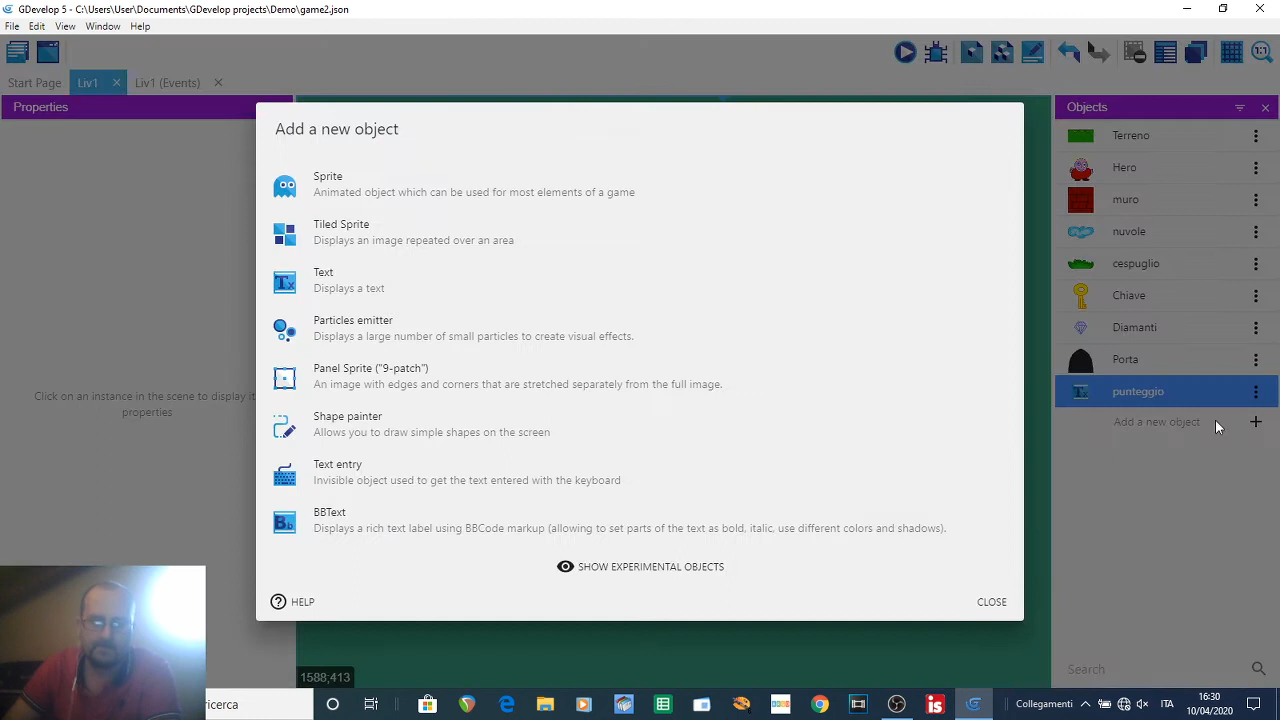 GDevelop 5 - C:\Users\User\Documents\GDevelop projects\Demo\game2.json
File Edit View Window Help
Start Page Liv1 Liv1 (Events)
Properties
Objects
Add a new object
Sprite
Animated object which can be used for most elements of a game
Tiled Sprite
Displays an image repeated over an area
Text
Displays a text
Particles emitter
Displays a large number of small particles to create visual effects.
Panel Sprite ("9-patch")
An image with edges and corners that are stretched separately from the full image.
Shape painter
Allows you to draw simple shapes on the screen
Text entry
Invisible object used to get the text entered with the keyboard
BBText
Displays a rich text label using BBCode markup (allowing to set parts of the text as bold, italic, use different colors and shadows).
SHOW EXPERIMENTAL OBJECTS
HELP
CLOSE
Click on an instance in the scene to display it
properties
Terreno
Hero
muro
nuvole
cespuglio
Chiave
Diamanti
Porta
punteggio
Add a new object
1588;413
Search
ricerca
Collegamenti
ITA
16:30
10/04/2020